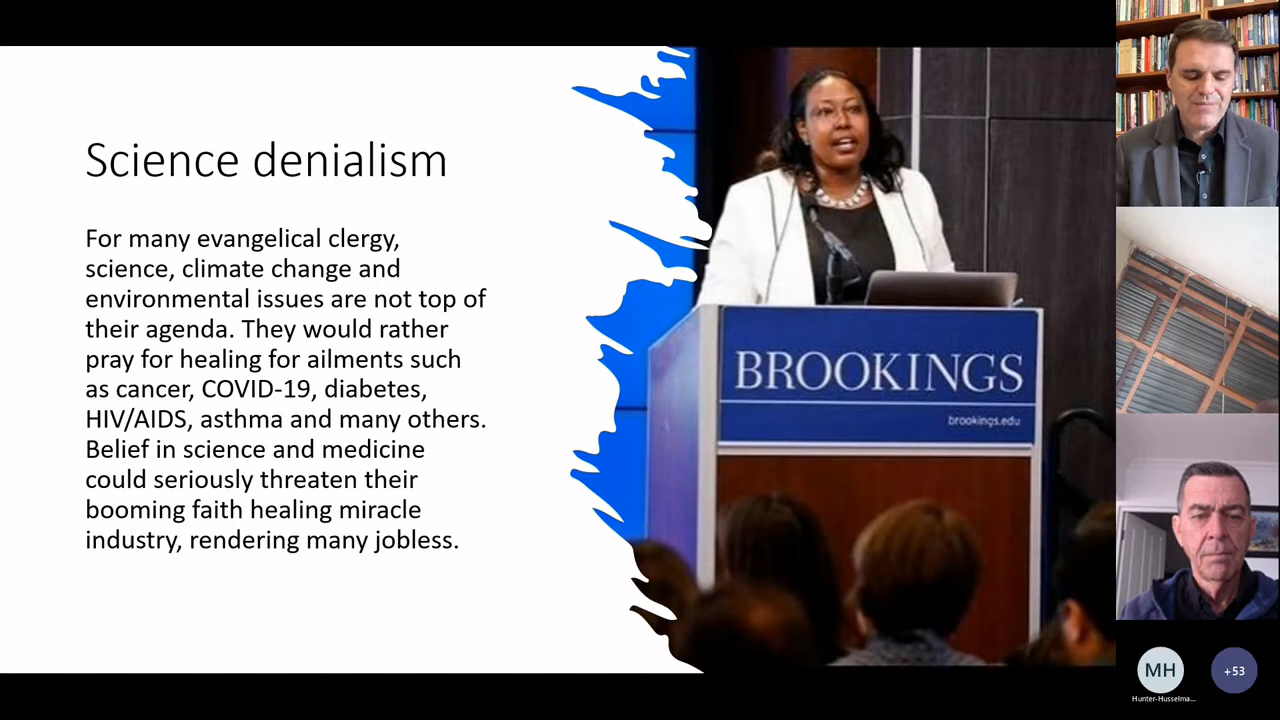 Science denialism
For many evangelical clergy,
science, climate change and
environmental issues are not top of
their agenda. They would rather
pray for healing for ailments such
as cancer, COVID-19, diabetes,
HIV/AIDS, asthma and many others.
Belief in science and medicine
could seriously threaten their
booming faith healing miracle
industry, rendering many jobless.
BROOKINGS
brookings.edu
MH
+53
Hunter-Husselma...